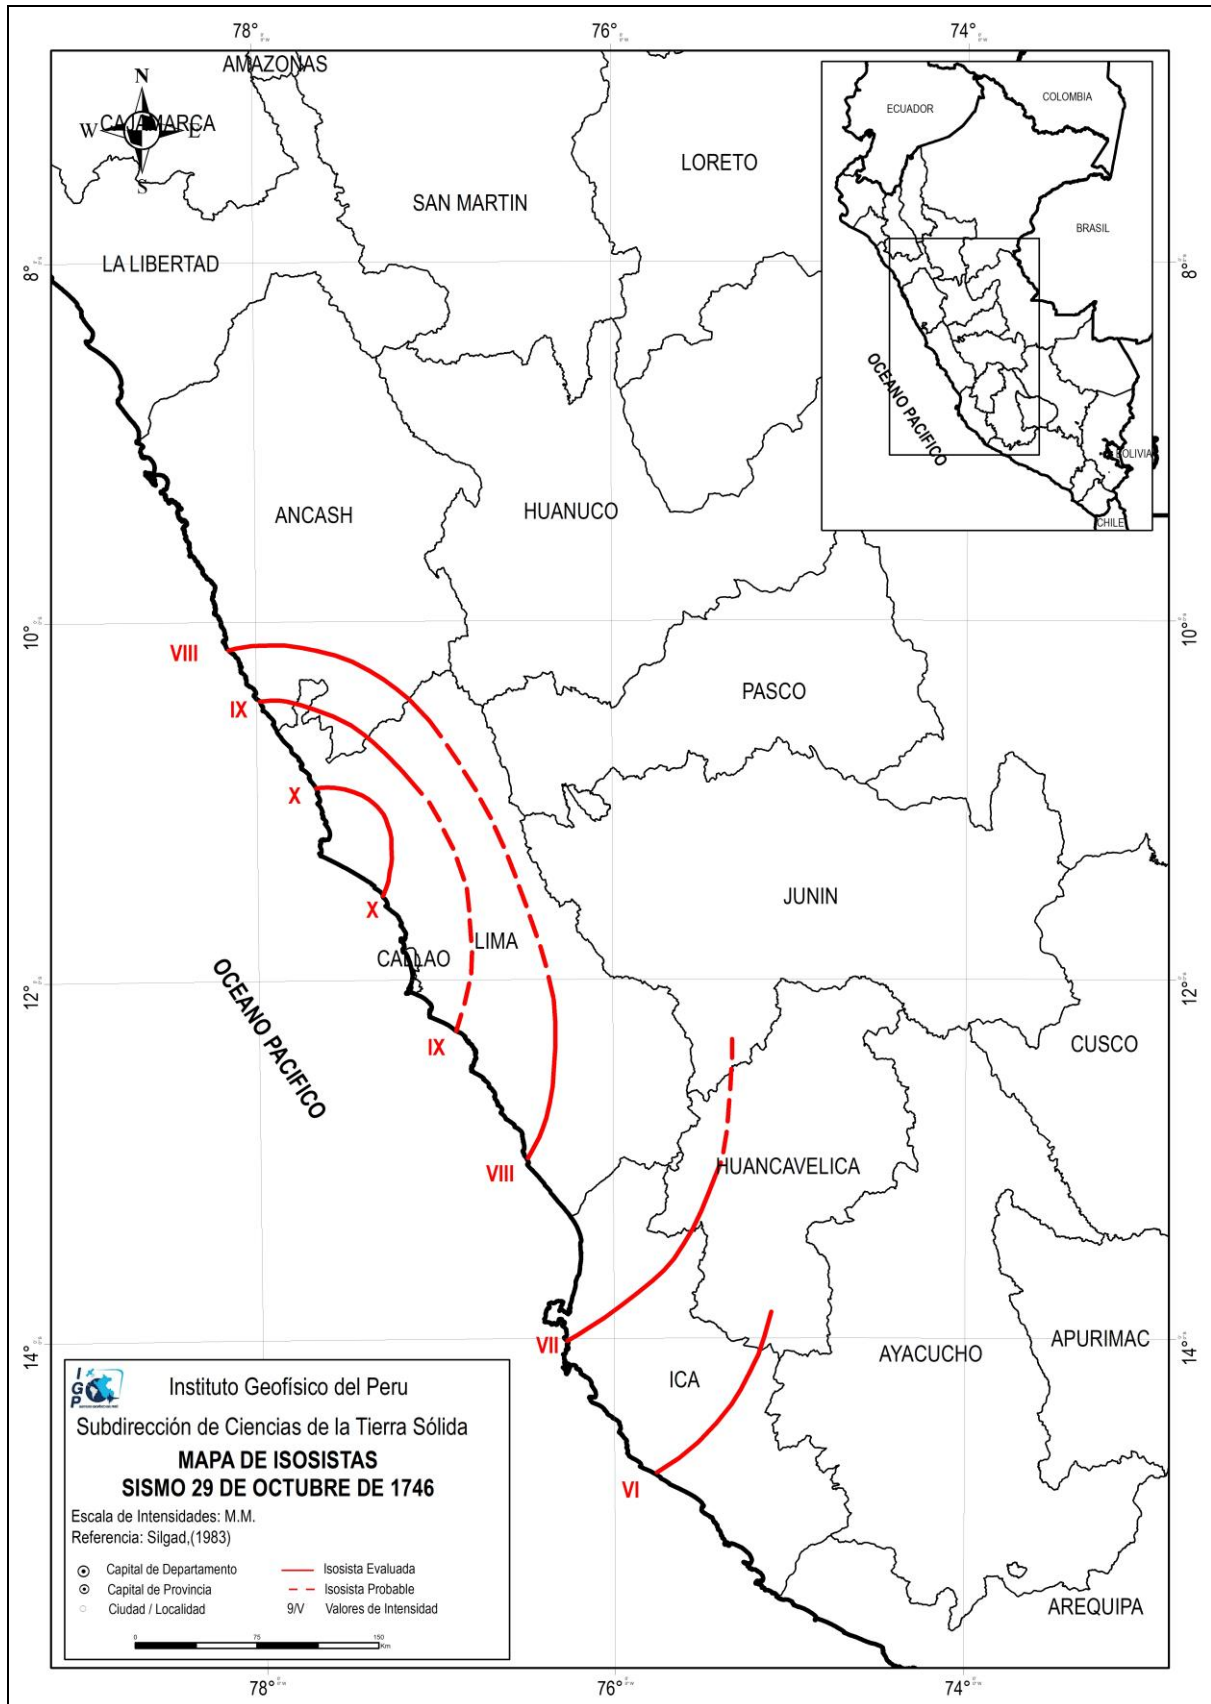 78°
76°
74°
AMAZONAS
N
CAJAMARCA
W
E
S
ECUADOR
COLOMBIA
LORETO
SAN MARTIN
BRASIL
LA LIBERTAD
8°
8°
OCEANO PACIFICO
BOLIVIA
CHILE
ANCASH
HUANUCO
10°
10°
VIII
IX
PASCO
X
JUNIN
X
LIMA
CALLAO
OCEANO PACIFICO
12°
12°
IX
CUSCO
HUANCAVELICA
VIII
14°
14°
VII
AYACUCHO
APURIMAC
ICA
VI
AREQUIPA
IGP
Instituto Geofísico del Peru
Subdirección de Ciencias de la Tierra Sólida
MAPA DE ISOSISTAS
SISMO 29 DE OCTUBRE DE 1746
Escala de Intensidades: M.M.
Referencia: Silgad,(1983)
Capital de Departamento
Isosista Evaluada
Capital de Provincia
Isosista Probable
Ciudad / Localidad
9/V Valores de Intensidad
0 75 150
Km
78°
76°
74°